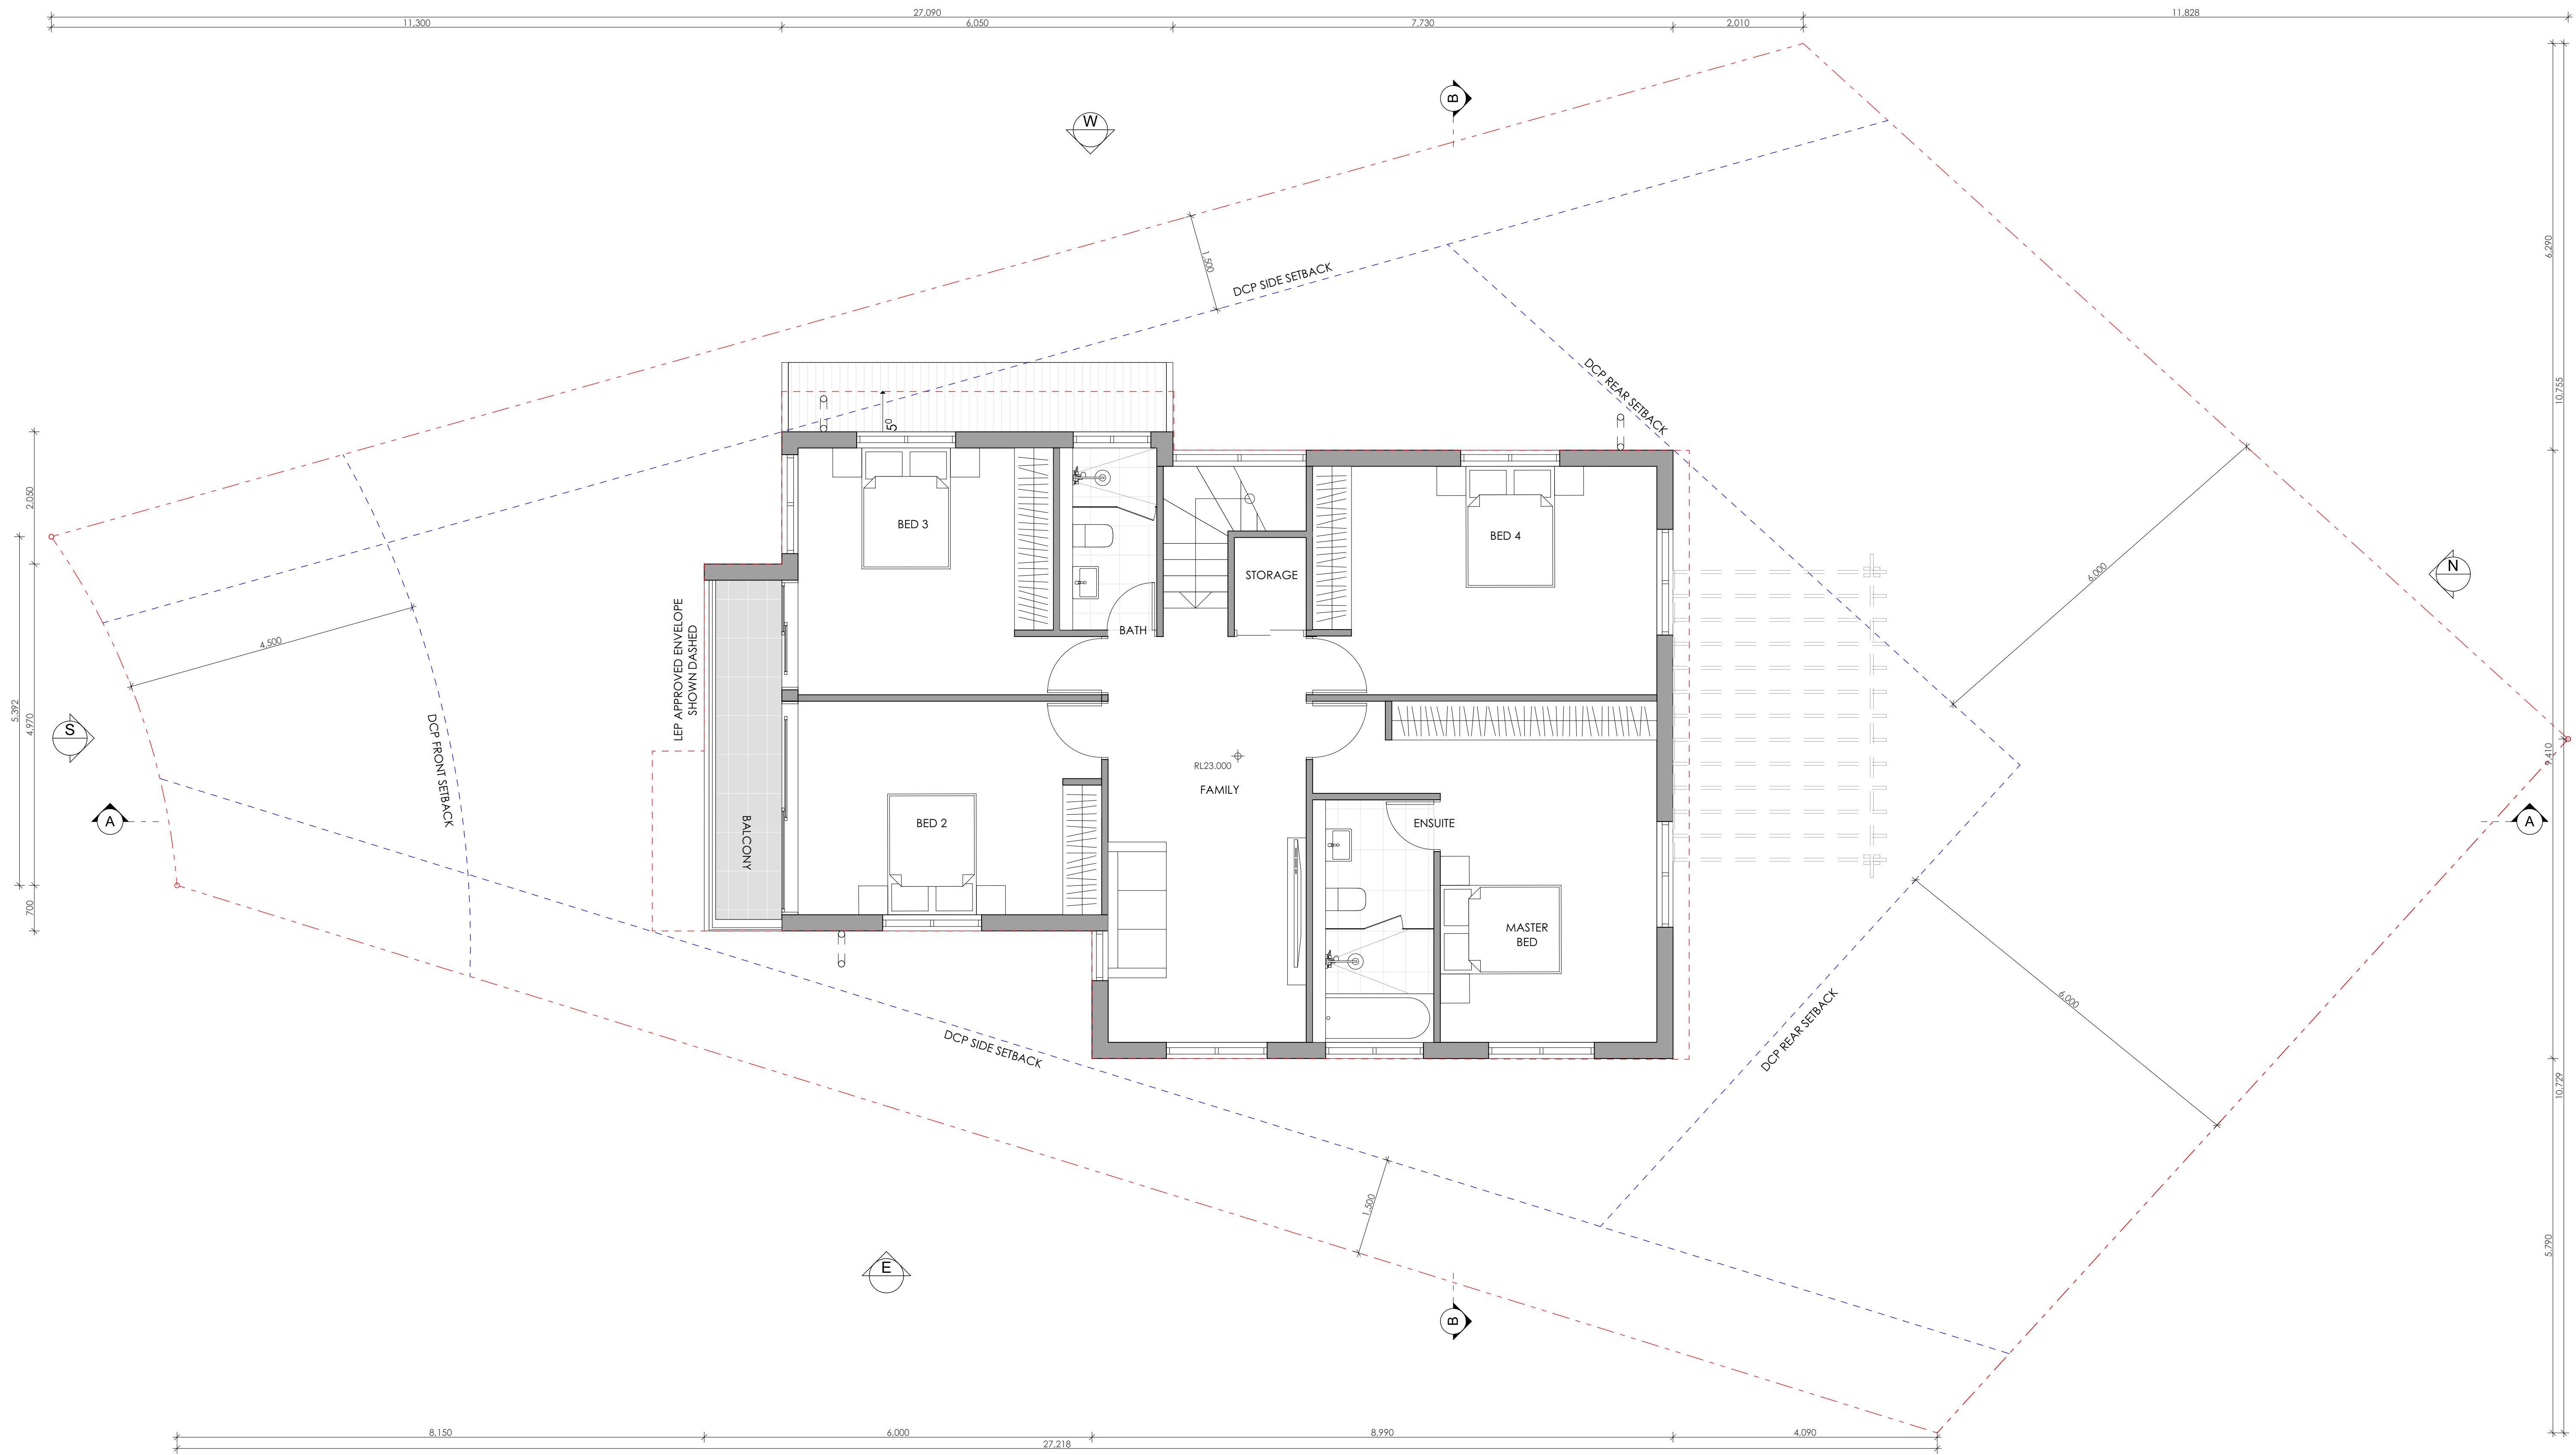 27,090
11,828
11,300
6,050
7,730
2,010
W
B
6,290
1,500
DCP SIDE SETBACK
DCP REAR SETBACK
10,755
5°
2,050
BED 3
BED 4
STORAGE
BATH
6,000
N
4,500
LEP APPROVED ENVELOPE
SHOWN DASHED
5,392
4,970
S
DCP FRONT SETBACK
9,410
RL23.000
FAMILY
A
BALCONY
BED 2
ENSUITE
A
700
MASTER
BED
6,000
DCP SIDE SETBACK
DCP REAR SETBACK
10,729
1,500
5,790
E
B
8,150
6,000
8,990
4,090
27,218